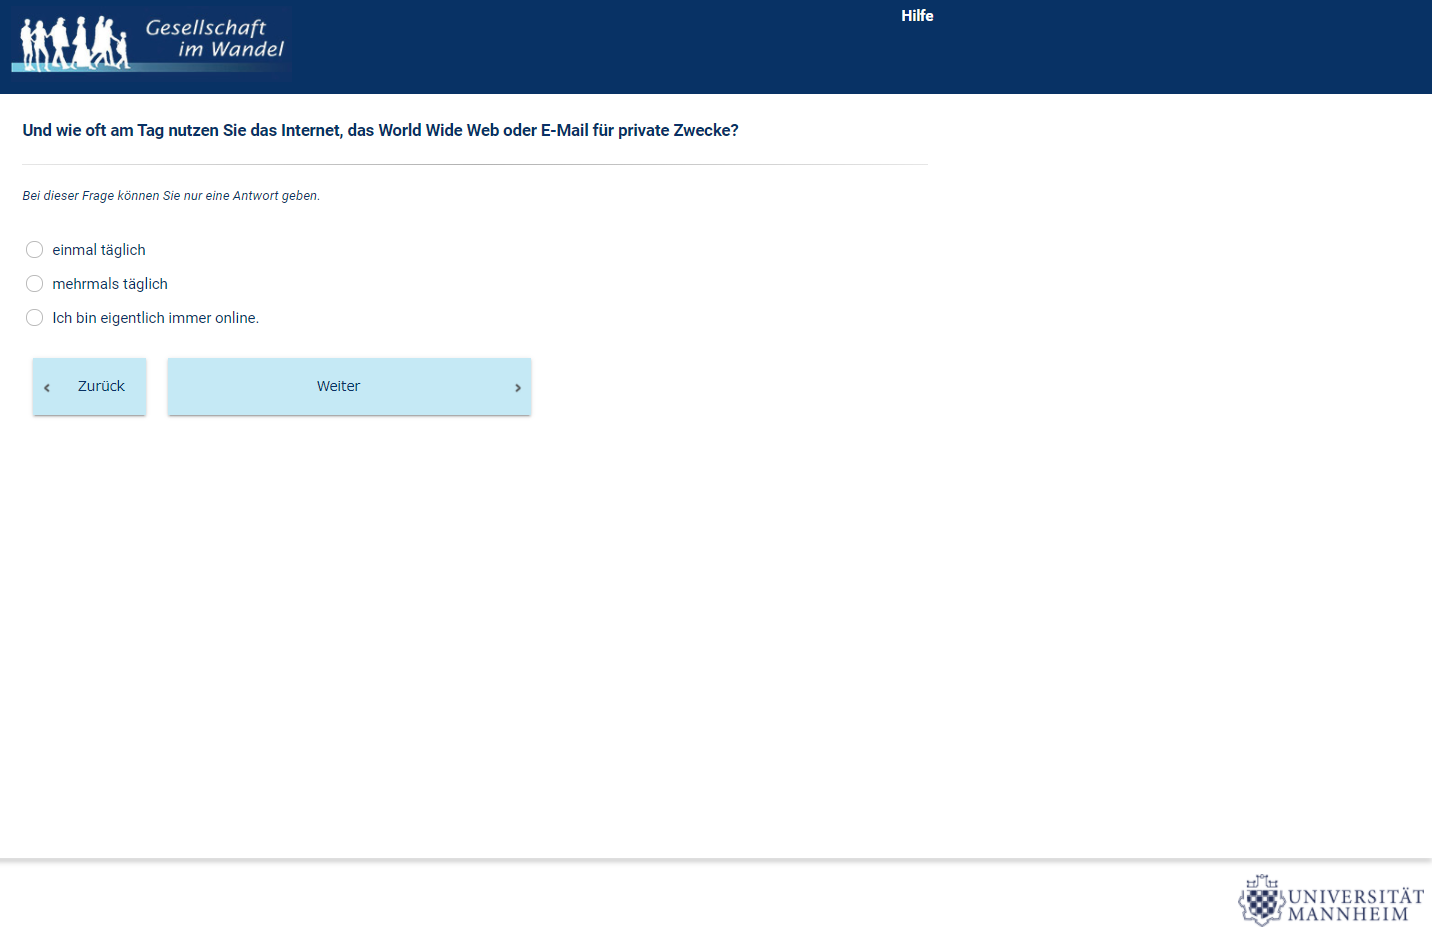 Gesellschaft
im Wandel
Hilfe
Und wie oft am Tag nutzen Sie das Internet, das World Wide Web oder E-Mail für private Zwecke?
Bei dieser Frage können Sie nur eine Antwort geben.
einmal täglich
mehrmals täglich
Ich bin eigentlich immer online.
Zurück
Weiter
UNIVERSITÄT
MANNHEIM